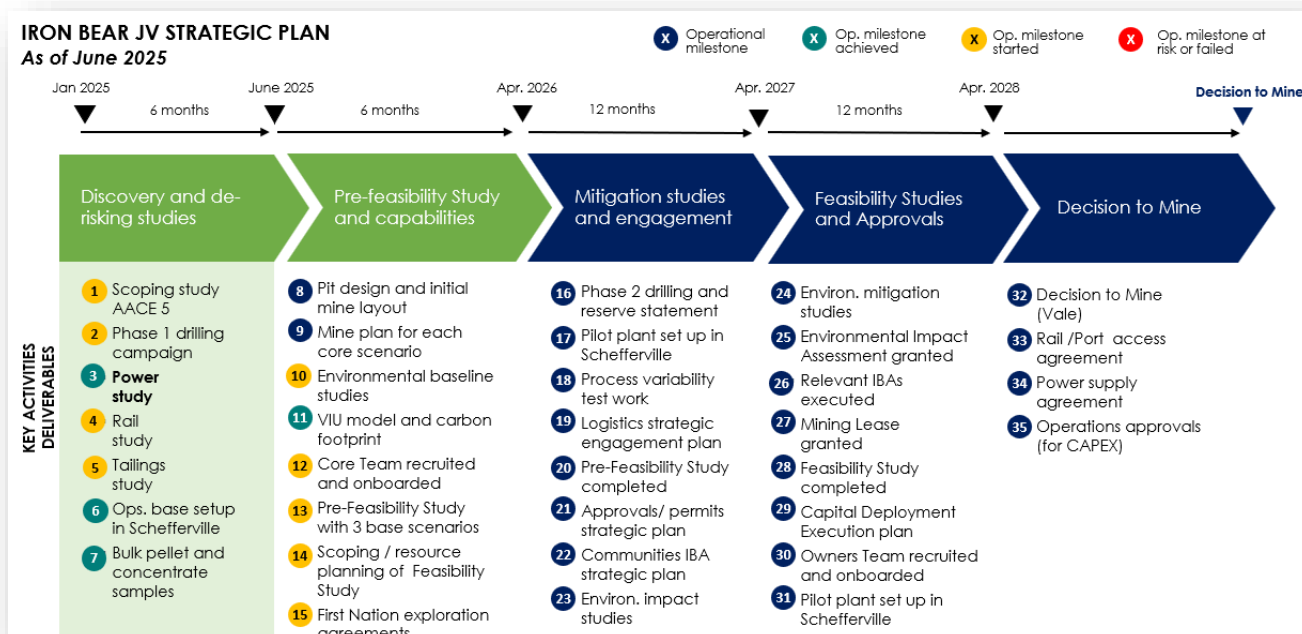 IRON BEAR JV STRATEGIC PLAN
As of June 2025
X Operational
milestone
X Op. milestone
achieved
X Op. milestone
started
X Op. milestone at
risk or failed
Jan 2025
June 2025
Apr. 2026
Apr. 2027
Apr. 2028
Decision to Mine
6 months
6 months
12 months
12 months
Discovery and de-
risking studies
Pre-feasibility Study
and capabilities
Mitigation studies
and engagement
Feasibility Studies
and Approvals
Decision to Mine
KEY ACTIVITIES
DELIVERABLES
1 Scoping study
AACE 5
2 Phase 1 drilling
campaign
3 Power
study
4 Rail
study
5 Tailings
study
6 Ops. base setup
in Schefferville
7 Bulk pellet and
concentrate
samples
8 Pit design and initial
mine layout
9 Mine plan for each
core scenario
10 Environmental baseline
studies
11 VIU model and carbon
footprint
12 Core Team recruited
and onboarded
13 Pre-Feasibility Study
with 3 base scenarios
14 Scoping / resource
planning of Feasibility
Study
15 First Nation exploration
agreements
16 Phase 2 drilling and
reserve statement
17 Pilot plant set up in
Schefferville
18 Process variability
test work
19 Logistics strategic
engagement plan
20 Pre-Feasibility Study
completed
21 Approvals/ permits
strategic plan
22 Communities IBA
strategic plan
23 Environ. impact
studies
24 Environ. mitigation
studies
25 Environmental Impact
Assessment granted
26 Relevant IBAs
executed
27 Mining Lease
granted
28 Feasibility Study
completed
29 Capital Deployment
Execution plan
30 Owners Team recruited
and onboarded
31 Pilot plant set up in
Schefferville
32 Decision to Mine
(Vale)
33 Rail /Port access
agreement
34 Power supply
agreement
35 Operations approvals
(for CAPEX)